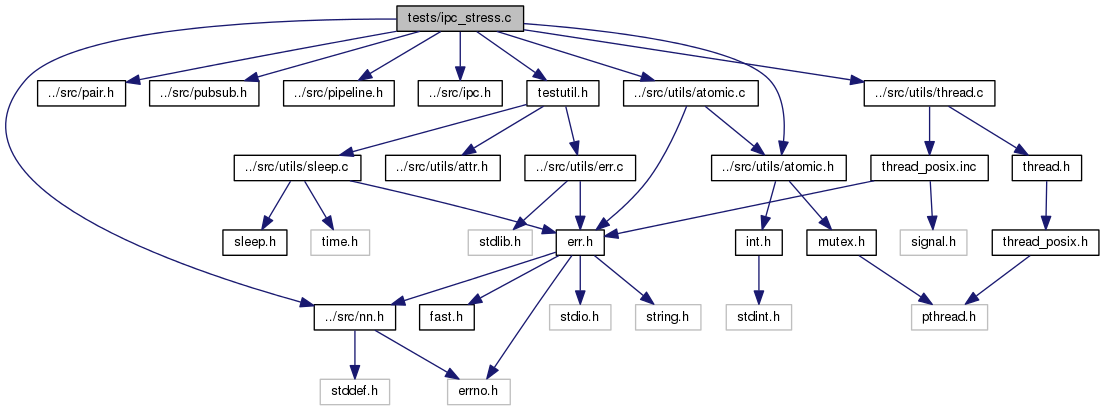 tests/ipc_stress.c
../src/pair.h
../src/pubsub.h
../src/pipeline.h
../src/ipc.h
testutil.h
../src/utils/atomic.c
../src/utils/thread.c
../src/utils/sleep.c
../src/utils/attr.h
../src/utils/err.c
../src/utils/atomic.h
thread_posix.inc
thread.h
sleep.h
time.h
stdlib.h
err.h
int.h
mutex.h
signal.h
thread_posix.h
../src/nn.h
fast.h
stdio.h
string.h
stdint.h
pthread.h
stddef.h
errno.h